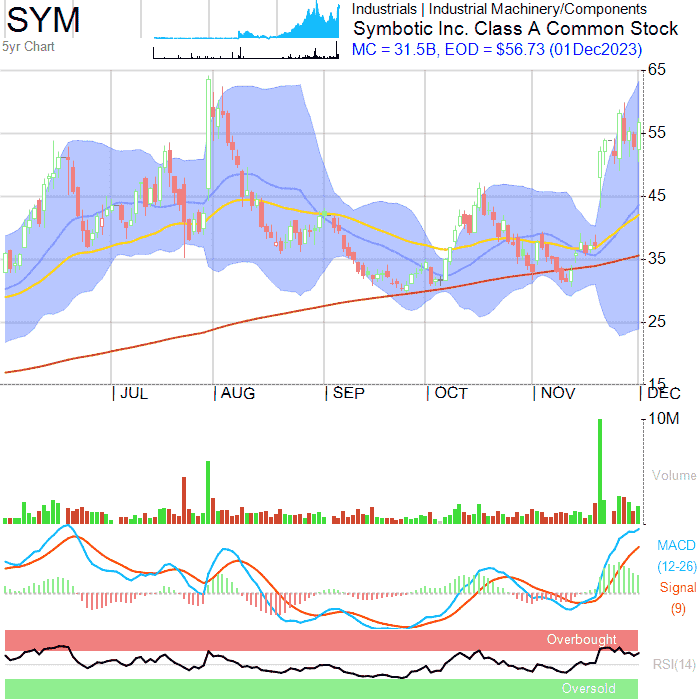 SYM
5yr Chart
Industrials | Industrial Machinery/Components
Symbotic Inc. Class A Common Stock
MC = 31.5B, EOD = $56.73 (01Dec2023)
65
55
45
35
25
15
JUL
AUG
SEP
OCT
NOV
DEC
10M
Volume
MACD
(12-26)
Signal
(9)
Overbought
RSI(14)
Oversold